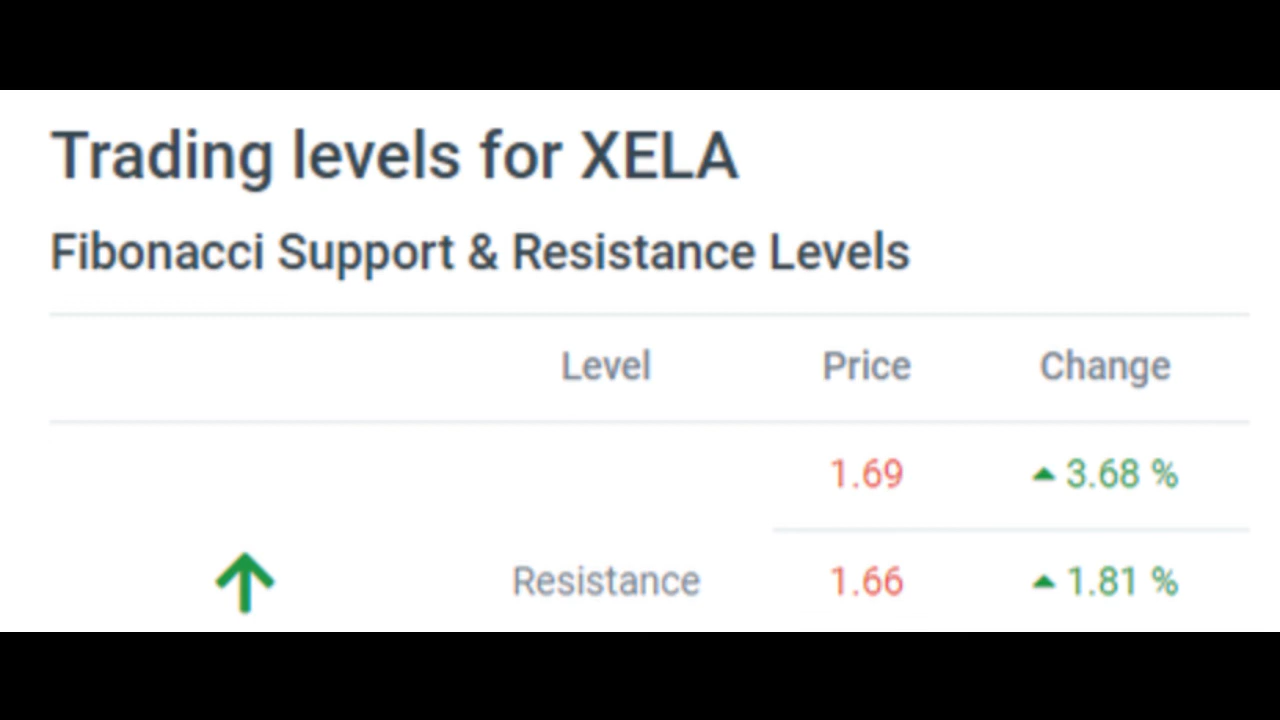 Trading levels for XELA
Fibonacci Support & Resistance Levels
Level Price Change
1.69 3.68 %
Resistance 1.66 1.81 %